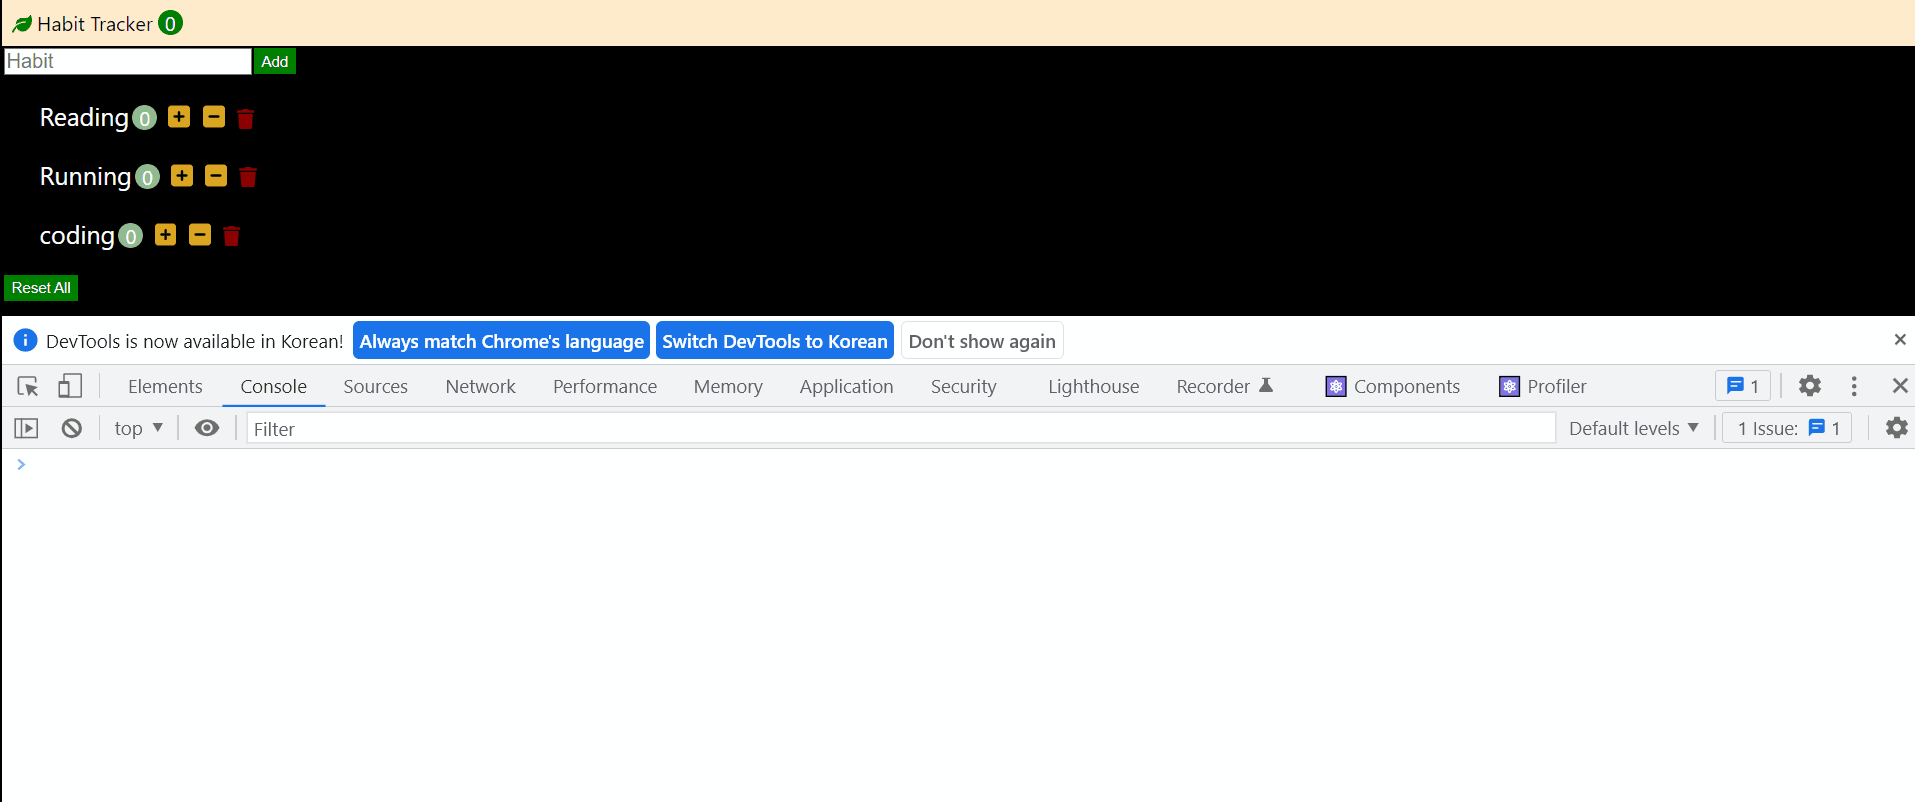 Habit Tracker 0
Habit Add
Reading 0
Running 0
coding 0
Reset All
DevTools is now available in Korean! Always match Chrome's language Switch DevTools to Korean Don't show again
Elements Console Sources Network Performance Memory Application Security Lighthouse Recorder Components Profiler 1
top Filter Default levels 1 Issue: 1